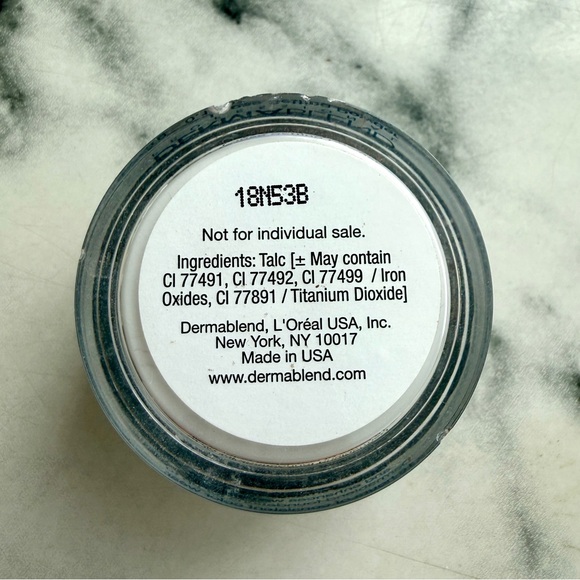 18N53B
Not for individual sale.
Ingredients: Talc [± May contain
CI 77491, CI 77492, CI 77499 / Iron
Oxides, CI 77891 / Titanium Dioxide]
Dermablend, L'Oréal USA, Inc.
New York, NY 10017
Made in USA
www.dermablend.com